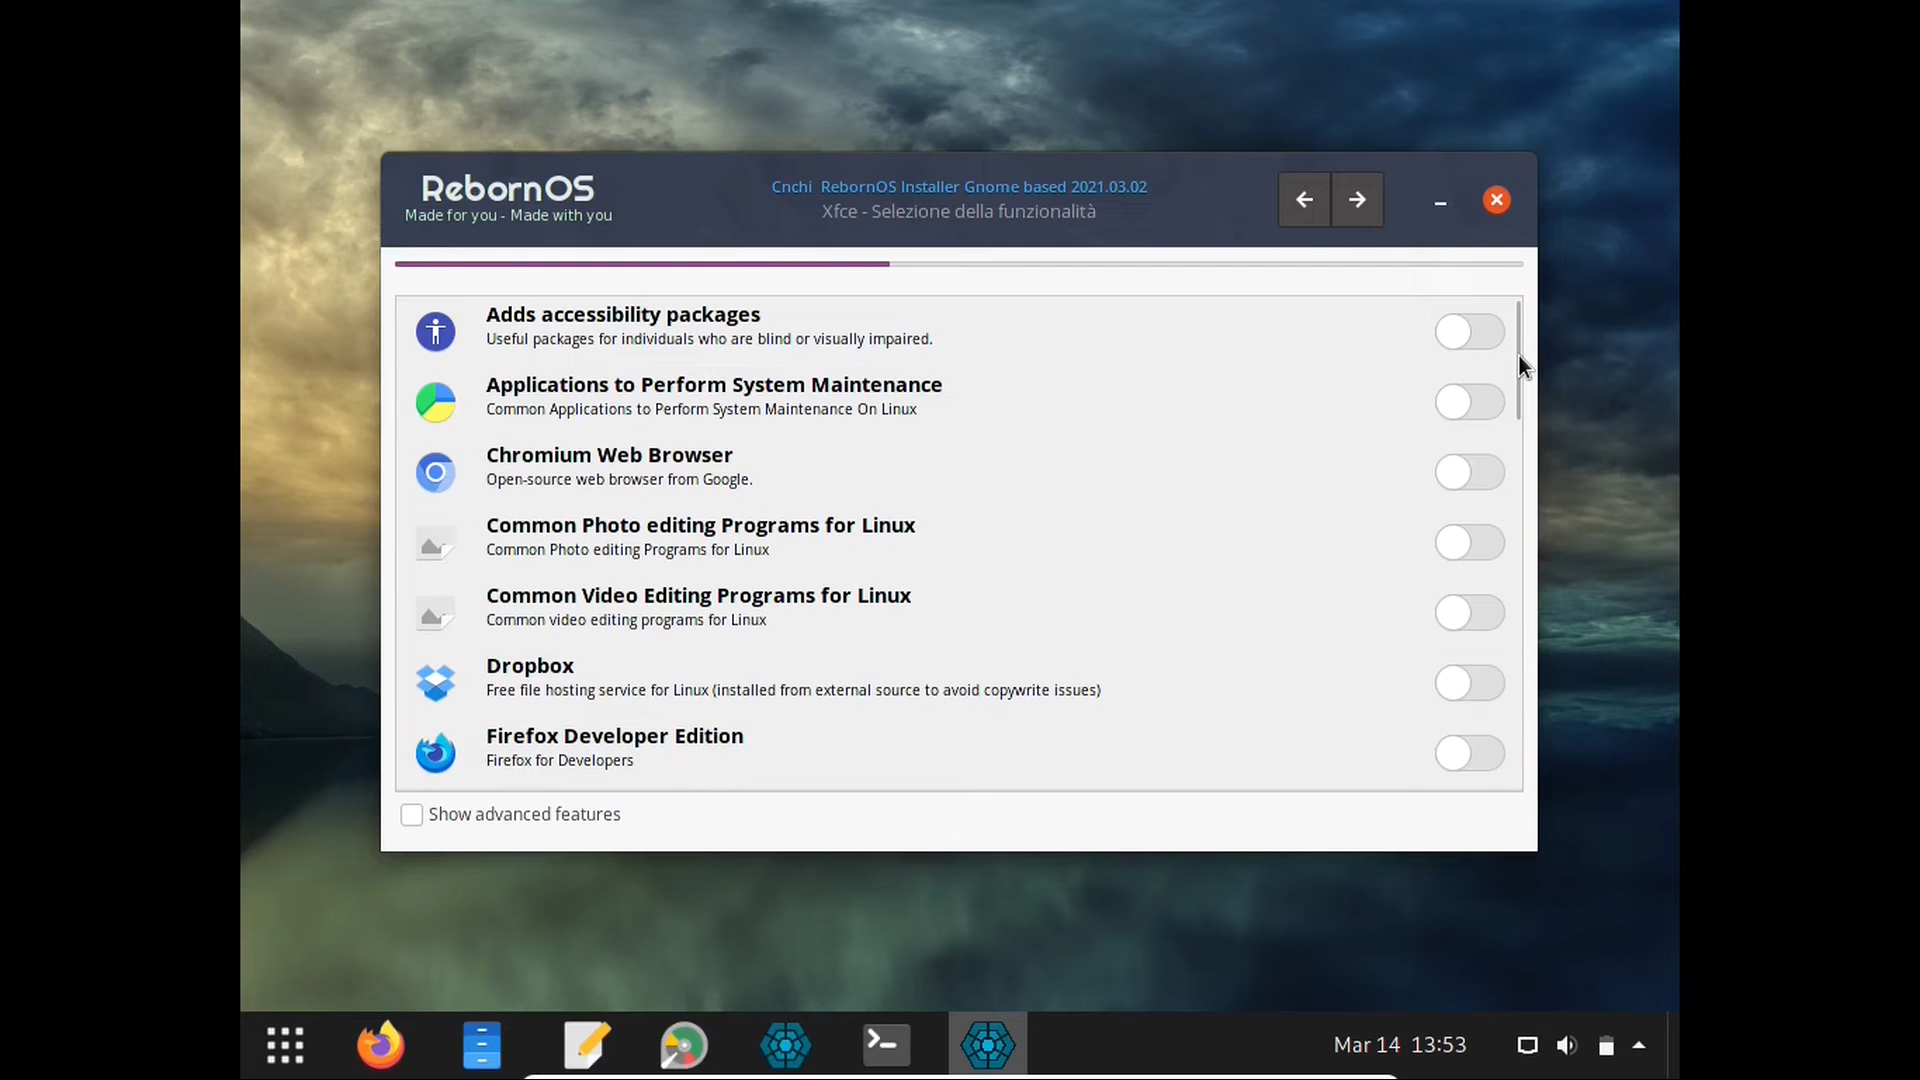 RebornOS
Made for you - Made with you
Cnchi RebornOS Installer Gnome based 2021.03.02
Xfce - Selezione della funzionalità
Adds accessibility packages
Useful packages for individuals who are blind or visually impaired.
Applications to Perform System Maintenance
Common Applications to Perform System Maintenance On Linux
Chromium Web Browser
Open-source web browser from Google.
Common Photo editing Programs for Linux
Common Photo editing Programs for Linux
Common Video Editing Programs for Linux
Common video editing programs for Linux
Dropbox
Free file hosting service for Linux (installed from external source to avoid copywrite issues)
Firefox Developer Edition
Firefox for Developers
Show advanced features
Mar 14 13:53